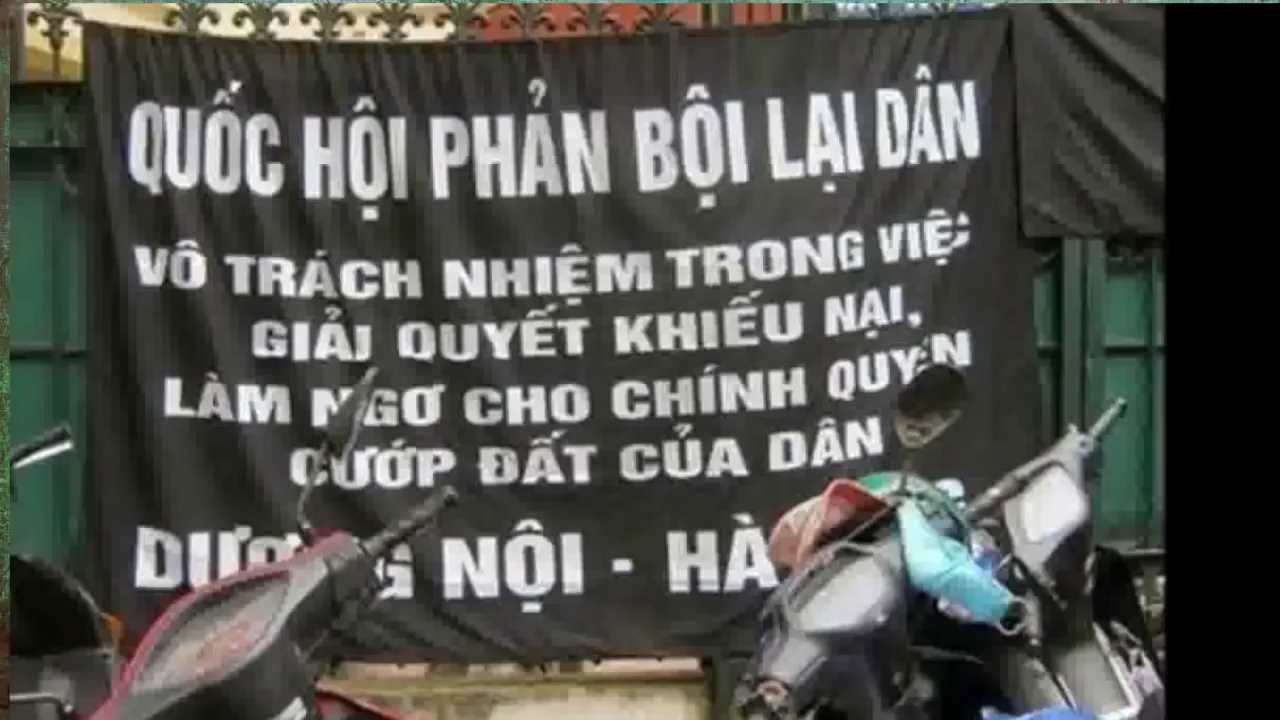 QUỐC HỘI PHẢN BỘI LẠI DÂN
VÔ TRÁCH NHIỆM TRONG VIỆC
GIẢI QUYẾT KHIẾU NẠI,
LÀM NGƠ CHO CHÍNH QUYỀN
CƯỚP ĐẤT CỦA DÂN
DƯƠNG NỘI - HÀ